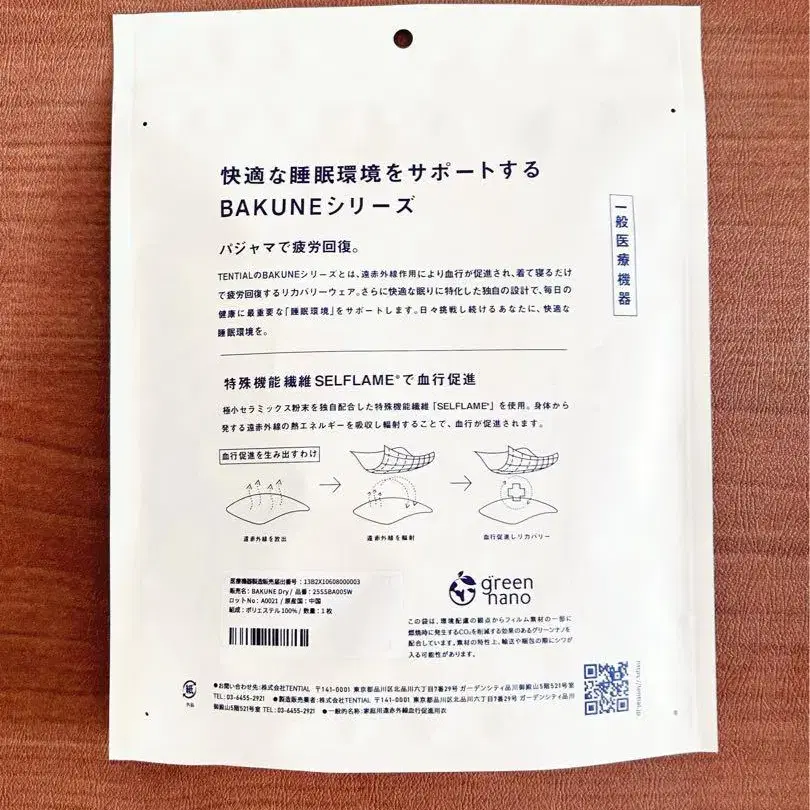 快適な睡眠環境をサポートする
BAKUNEシリーズ
一般医療機器
パジャマで疲労回復。
TENTIALのBAKUNEシリーズとは、遠赤外線作用により血行が促進され、着て寝るだけ
で疲労回復するリカバリーウェア。さらに快適な眠りに特化した独自の設計で、毎日の
健康に最重要な「睡眠環境」をサポートします。日々挑戦し続けるあなたに、快適な
睡眠環境を。
特殊機能繊維SELFLAME®で血行促進
極小セラミックス粉末を独自配合した特殊機能繊維「SELFLAME®」を使用。身体から
発する遠赤外線の熱エネルギーを吸収し輻射することで、血行が促進されます。
血行促進を生み出すわけ
遠赤外線を放出
遠赤外線を輻射
血行促進しリカバリー
医療機器製造販売届出番号：13B2X10608000003
販売名：BAKUNE Dry / 品番：25SSBA005W
ロットNo：A0021 / 原産国：中国
組成：ポリエステル100% / 数量：1枚
green
nano
この袋は、環境配慮の観点からフィルム素材の一部に
燃焼時に発生するCO₂を削減する効果のあるグリーンナノを
配合しています。素材の特性上、輸送や梱包の際にシワが
入る可能性があります。
紙
外品
●お問い合わせ先：株式会社TENTIAL 〒141-0001 東京都品川区北品川六丁目7番29号 ガーデンシティ品川御殿山5階521号室
TEL：03-6455-2921 ●製造販売業者：株式会社TENTIAL 〒141-0001 東京都品川区北品川六丁目7番29号 ガーデンシティ品川
御殿山5階521号室 TEL：03-6455-2921 ●一般的名称：家庭用遠赤外線血行促進用衣
https://tential.jp